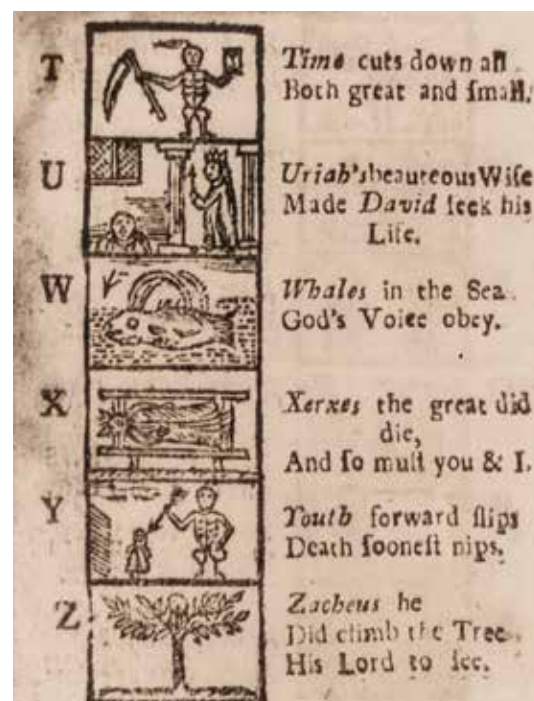 T
Time cuts down all
Both great and ſmall.
U
Uriah's beauteous Wife
Made David ſeek his
Life.
W
Whales in the Sea
God's Voice obey.
X
Xerxes the great did
die,
And ſo muſt you & I.
Y
Youth forward ſlips
Death ſooneſt nips.
Z
Zacheus he
Did climb the Tree
His Lord to ſee.